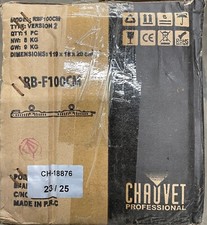 MODEL: RBF100CM
TYPE: VERSION 2
QTY: 1 PC
NW: 8 KG
GW: 9 KG
DIMENSIONS:
RB-F100CM
CH-18876
23 / 25
C/NO
MADE IN P.R.C
CHAUVET
PROFESSIONAL